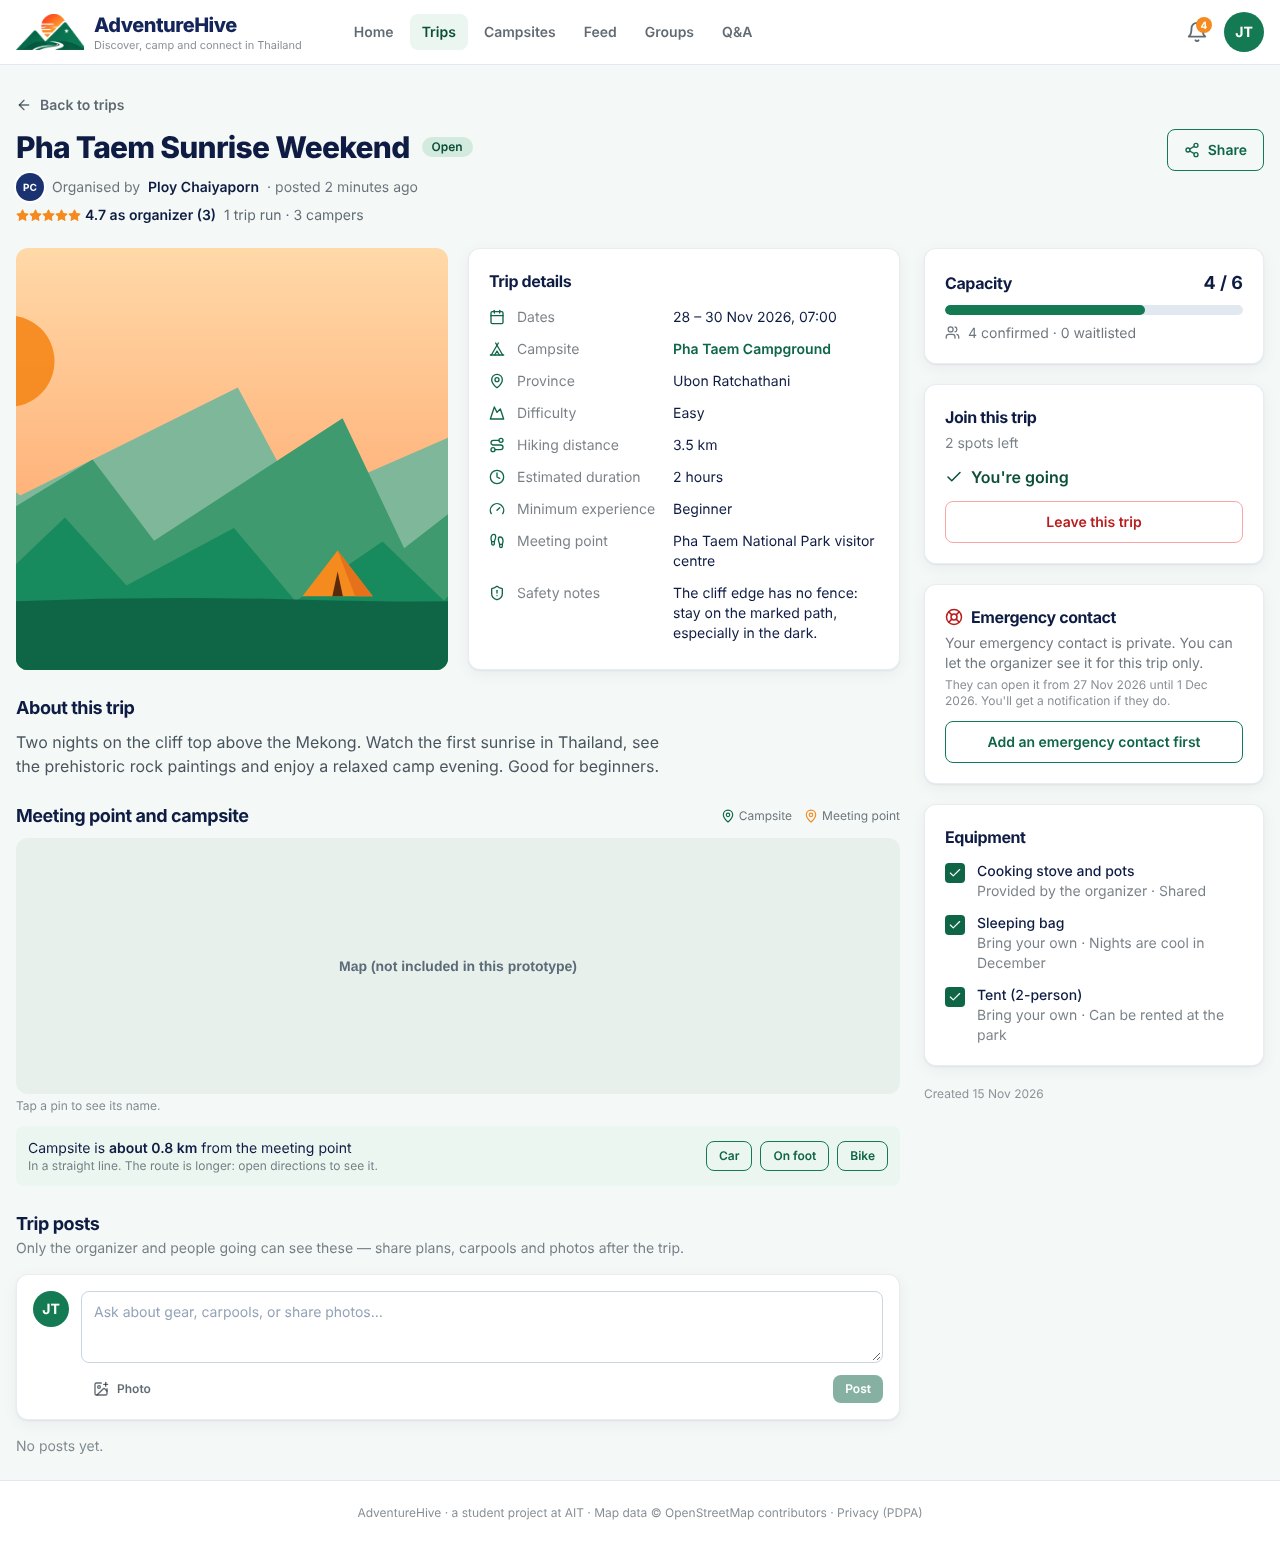 AdventureHive
Discover, camp and connect in Thailand
Home
Trips
Campsites
Feed
Groups
Q&A
4
JT
Back to trips
Pha Taem Sunrise Weekend
Open
Share
PC
Organised by Ploy Chaiyaporn · posted 2 minutes ago
4.7 as organizer (3) 1 trip run · 3 campers
Trip details
Dates
28 – 30 Nov 2026, 07:00
Campsite
Pha Taem Campground
Province
Ubon Ratchathani
Difficulty
Easy
Hiking distance
3.5 km
Estimated duration
2 hours
Minimum experience
Beginner
Meeting point
Pha Taem National Park visitor
centre
Safety notes
The cliff edge has no fence:
stay on the marked path,
especially in the dark.
About this trip
Two nights on the cliff top above the Mekong. Watch the first sunrise in Thailand, see
the prehistoric rock paintings and enjoy a relaxed camp evening. Good for beginners.
Meeting point and campsite
Campsite
Meeting point
Map (not included in this prototype)
Tap a pin to see its name.
Campsite is about 0.8 km from the meeting point
In a straight line. The route is longer: open directions to see it.
Car
On foot
Bike
Trip posts
Only the organizer and people going can see these — share plans, carpools and photos after the trip.
JT
Ask about gear, carpools, or share photos...
Photo
Post
No posts yet.
Capacity
4 / 6
4 confirmed · 0 waitlisted
Join this trip
2 spots left
You're going
Leave this trip
Emergency contact
Your emergency contact is private. You can
let the organizer see it for this trip only.
They can open it from 27 Nov 2026 until 1 Dec
2026. You'll get a notification if they do.
Add an emergency contact first
Equipment
Cooking stove and pots
Provided by the organizer · Shared
Sleeping bag
Bring your own · Nights are cool in
December
Tent (2-person)
Bring your own · Can be rented at the
park
Created 15 Nov 2026
AdventureHive · a student project at AIT · Map data © OpenStreetMap contributors · Privacy (PDPA)